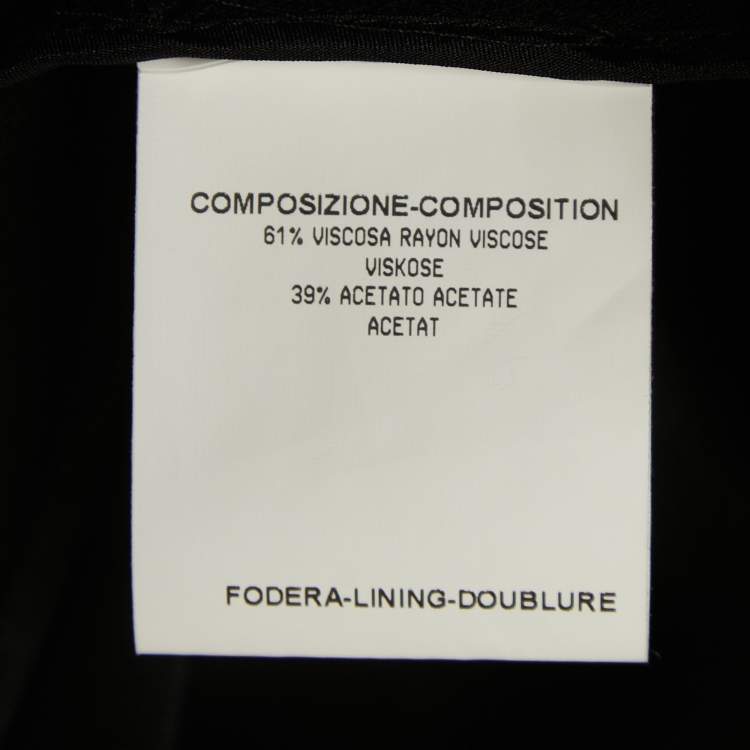 COMPOSIZIONE-COMPOSITION
61% VISCOSA RAYON VISCOSE
VISKOSE
39% ACETATO ACETATE
ACETAT
FODERA-LINING-DOUBLURE